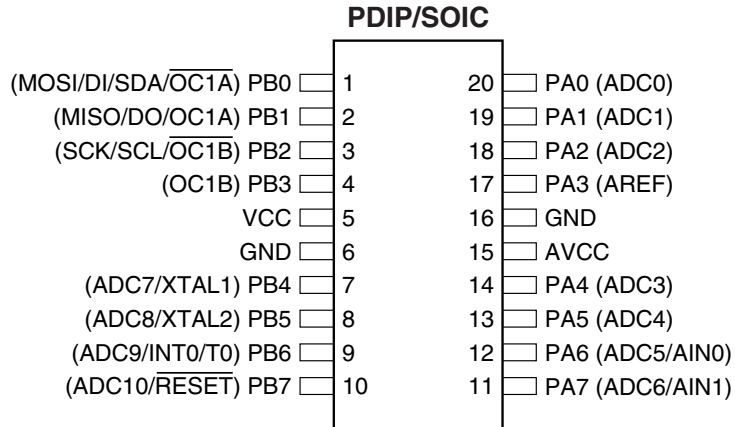 PDIP/SOIC
(MOSI/DI/SDA/OC1A) PB0 1 20 PA0 (ADC0)
(MISO/DO/OC1A) PB1 2 19 PA1 (ADC1)
(SCK/SCL/OC1B) PB2 3 18 PA2 (ADC2)
(OC1B) PB3 4 17 PA3 (AREF)
VCC 5 16 GND
GND 6 15 AVCC
(ADC7/XTAL1) PB4 7 14 PA4 (ADC3)
(ADC8/XTAL2) PB5 8 13 PA5 (ADC4)
(ADC9/INT0/T0) PB6 9 12 PA6 (ADC5/AIN0)
(ADC10/RESET) PB7 10 11 PA7 (ADC6/AIN1)